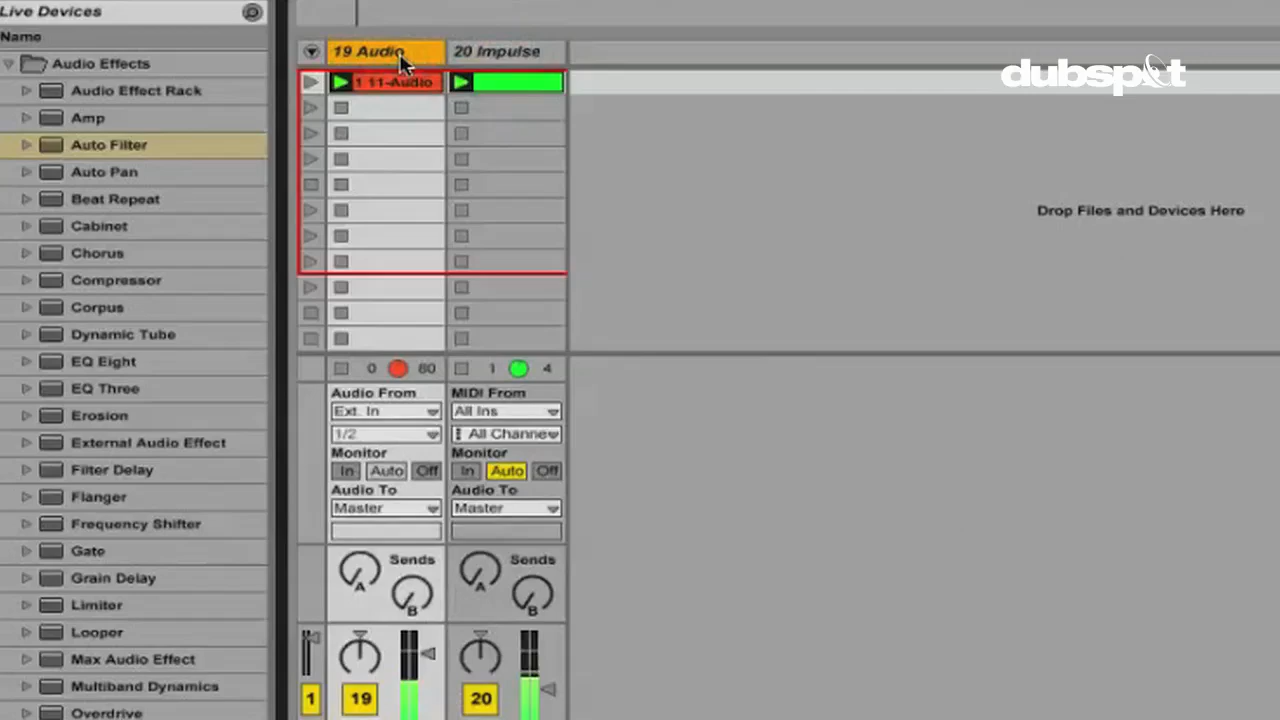 Live Devices
Name
Audio Effects
Audio Effect Rack
Amp
Auto Filter
Auto Pan
Beat Repeat
Cabinet
Chorus
Compressor
Corpus
Dynamic Tube
EQ Eight
EQ Three
Erosion
External Audio Effect
Filter Delay
Flanger
Frequency Shifter
Gate
Grain Delay
Limiter
Looper
Max Audio Effect
Multiband Dynamics
Overdrive
19 Audio
20 Impulse
1 11-Audio
0 80
1 4
Audio From
MIDI From
Ext. In
All Ins
1/2
All Channe
Monitor
Monitor
In Auto Off
In Auto Off
Audio To
Audio To
Master
Master
Sends
Sends
A
B
A
B
1
19
20
dubspot
Drop Files and Devices Here